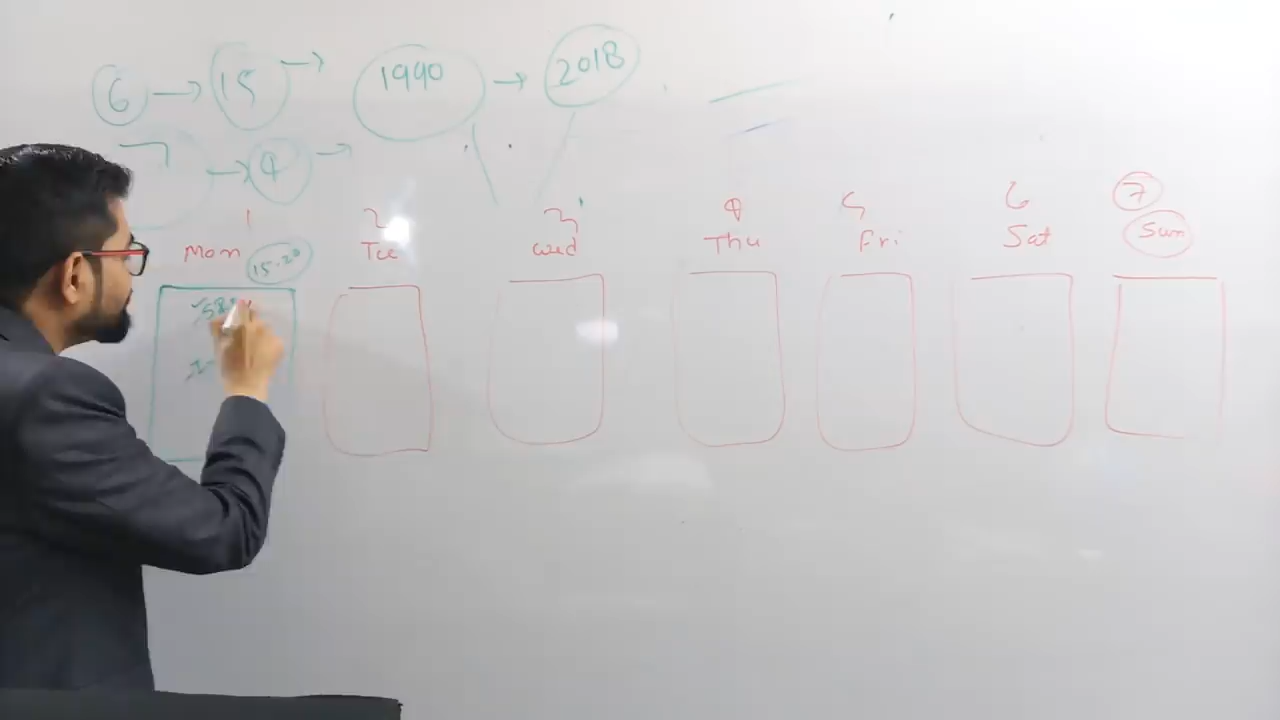 6 → 15 → 1990 → 2018
7 → 4 →
1 2 3 4 5 6 7
Mon 15-20 Tue Wed Thu Fri Sat Sun